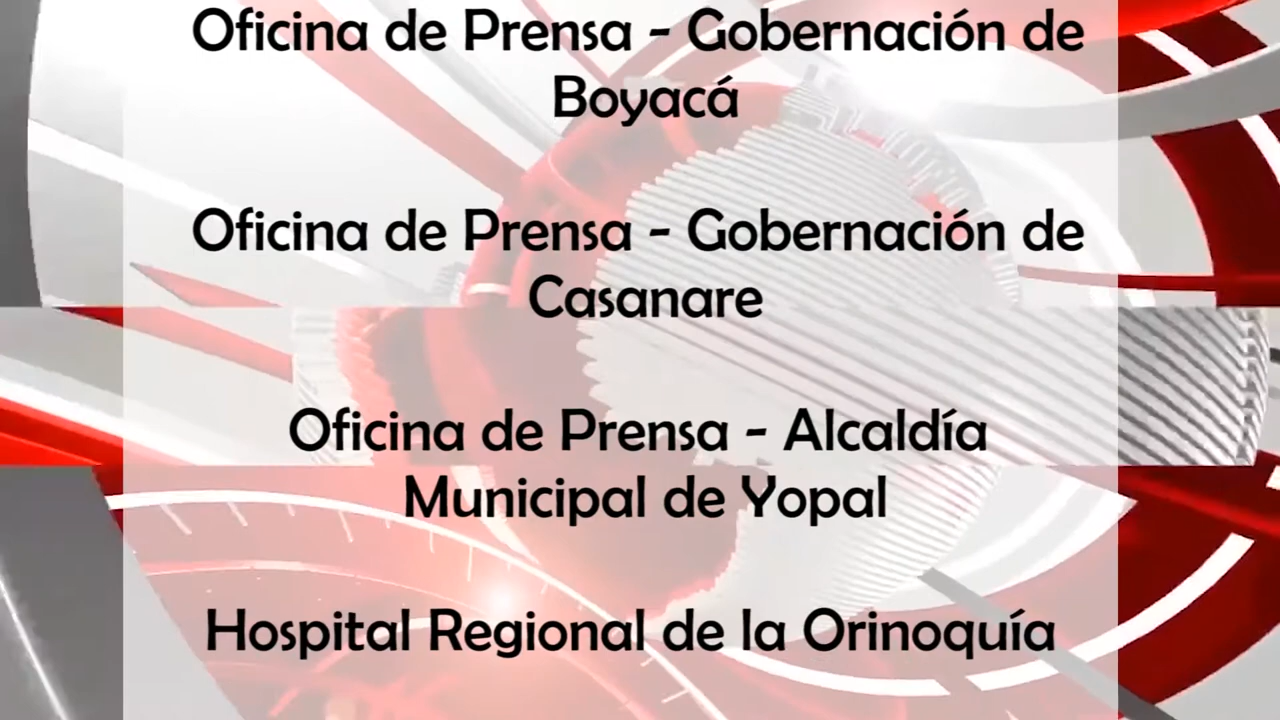 Oficina de Prensa - Gobernación de
Boyacá
Oficina de Prensa - Gobernación de
Casanare
Oficina de Prensa - Alcaldía
Municipal de Yopal
Hospital Regional de la Orinoquía